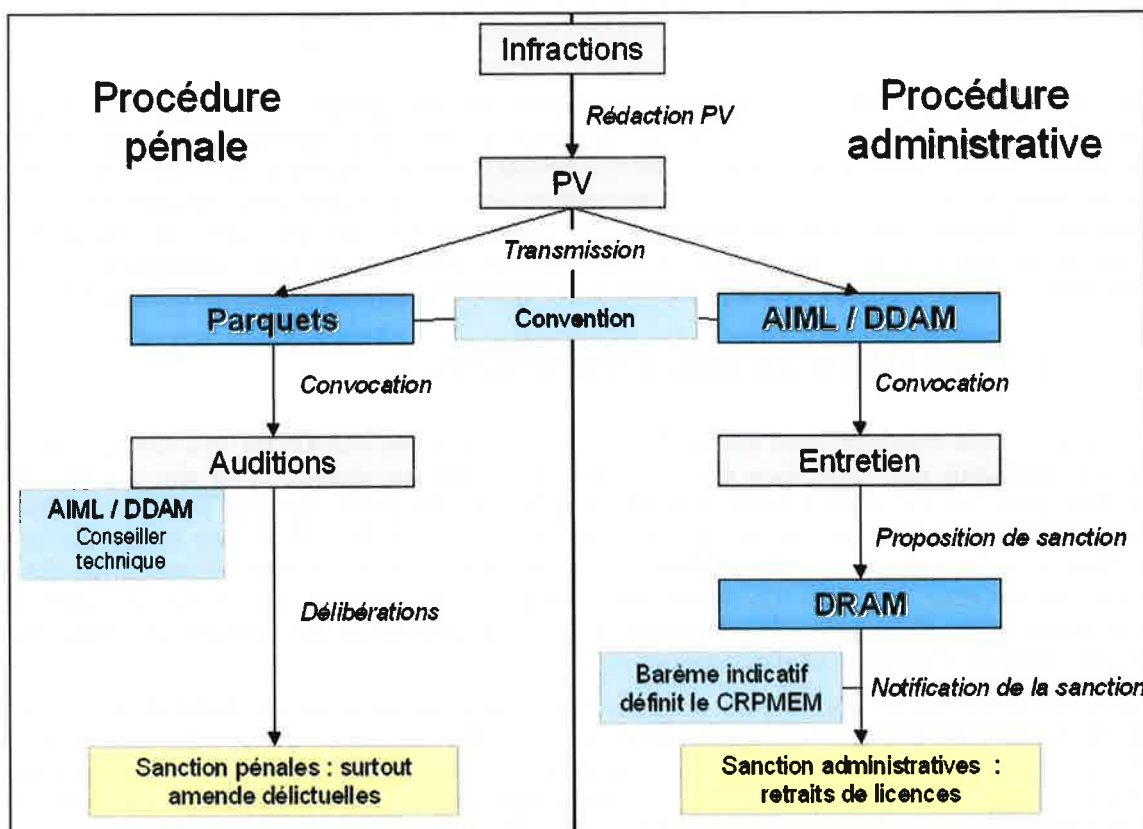 Infractions
Procédure
pénale
Procédure
administrative
Rédaction PV
PV
Transmission
Parquets
Convention
AIML / DDAM
Convocation
Convocation
Auditions
Entretien
AIML / DDAM
Conseiller
technique
Proposition de sanction
Délibérations
DRAM
Barème indicatif
définit le CRPMEM
Notification de la sanction
Sanction pénales : surtout
amende délictuelles
Sanction administratives :
retraits de licences